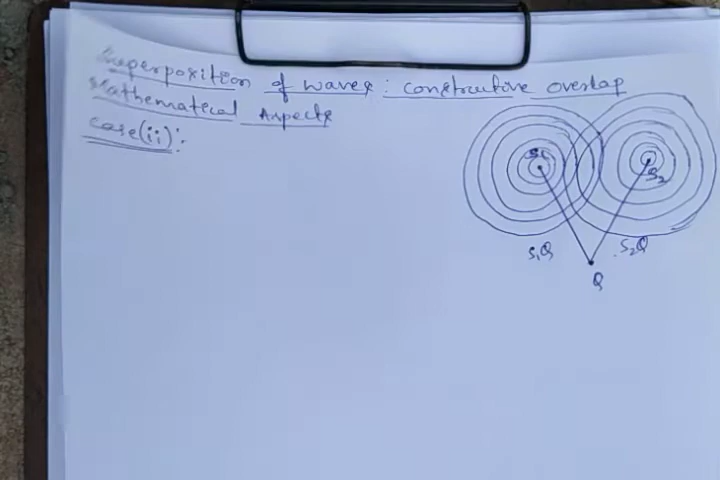 Superposition of waves: constructive overlap
Mathematical Aspects
case(ii):
S1
S2
S1Q
S2Q
Q